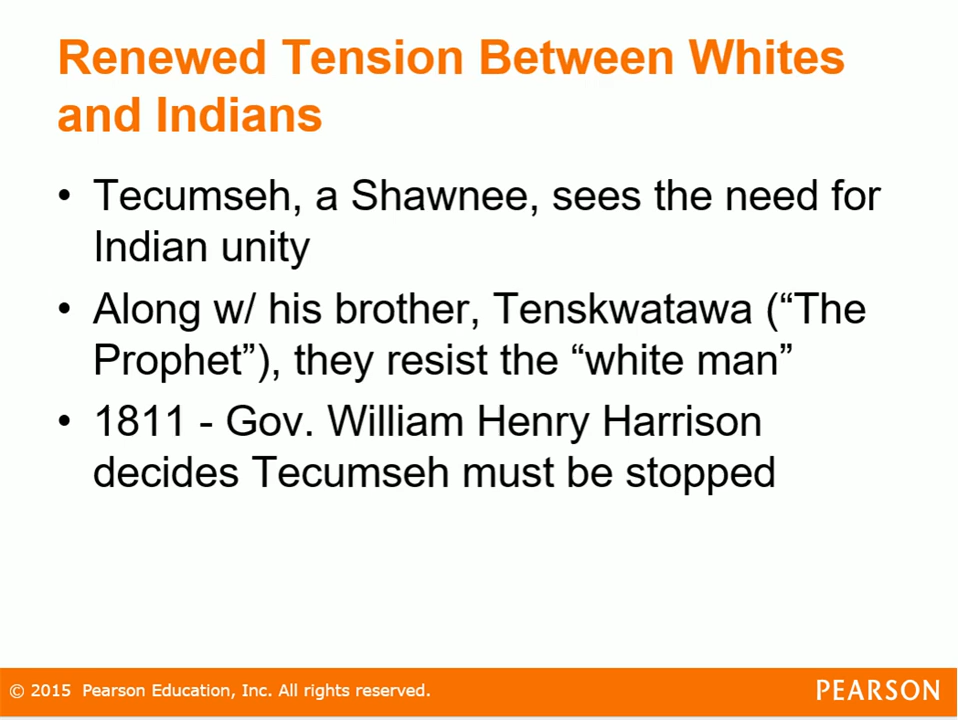 Renewed Tension Between Whites
and Indians
• Tecumseh, a Shawnee, sees the need for
Indian unity
• Along w/ his brother, Tenskwatawa (“The
Prophet”), they resist the “white man”
• 1811 - Gov. William Henry Harrison
decides Tecumseh must be stopped
© 2015 Pearson Education, Inc. All rights reserved.
PEARSON